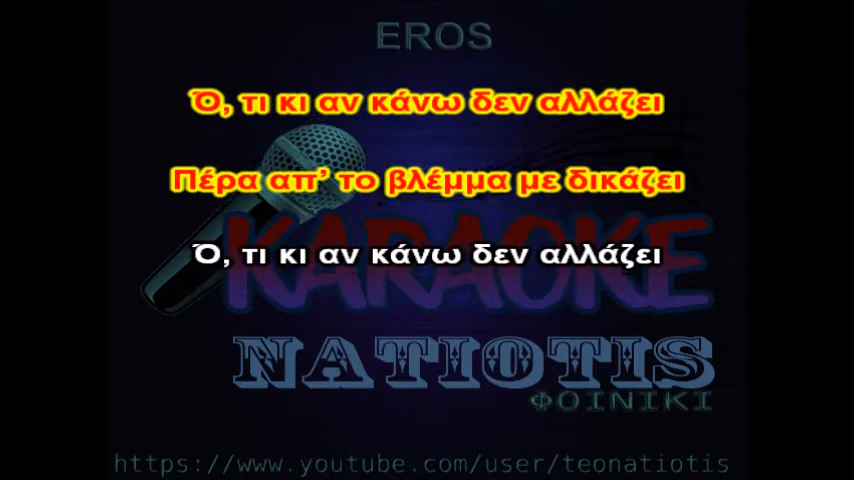 EROS
Ό, τι κι αν κάνω δεν αλλάζει
Πέρα απ’ το βλέμμα με δικάζει
Ό, τι κι αν κάνω δεν αλλάζει
KARAOKE
NATIOTIS
ΦΟΙΝΙΚΙ
https://www.youtube.com/user/teonatiotis